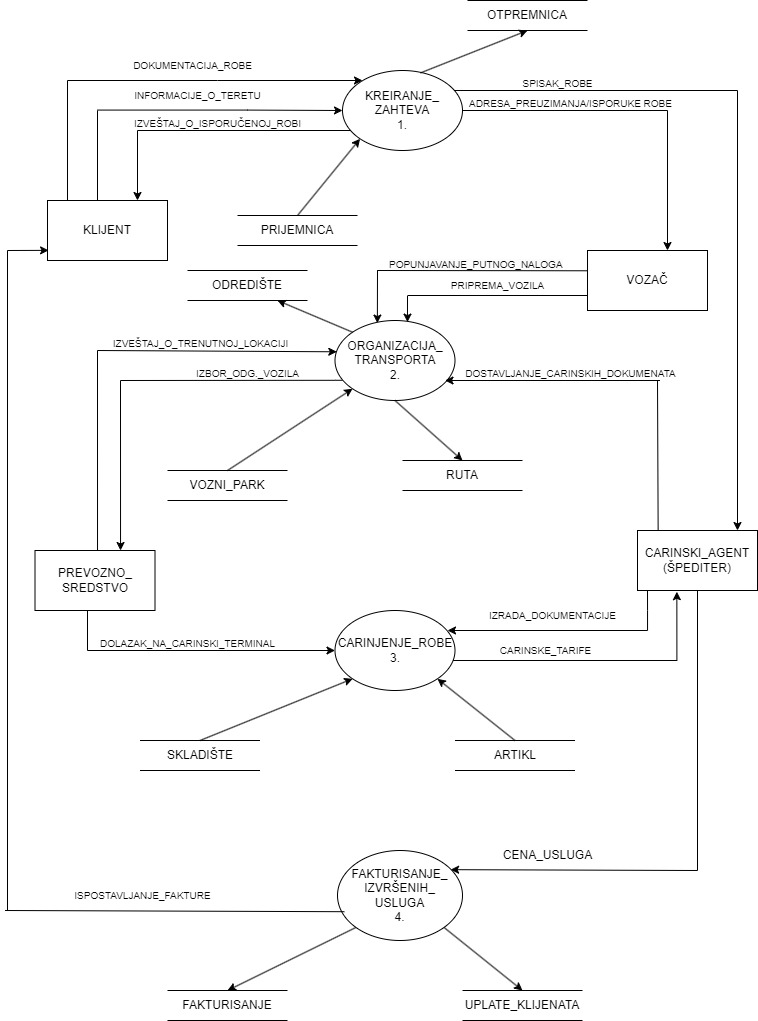 OTPREMNICA
DOKUMENTACIJA_ROBE
SPISAK_ROBE
INFORMACIJE_O_TERETU
KREIRANJE_
ZAHTEVA
1.
ADRESA_PREUZIMANJA/ISPORUKE ROBE
IZVEŠTAJ_O_ISPORUČENOJ_ROBI
KLIJENT
PRIJEMNICA
POPUNJAVANJE_PUTNOG_NALOGA
VOZAČ
ODREDIŠTE
PRIPREMA_VOZILA
IZVEŠTAJ_O_TRENUTNOJ_LOKACIJI
ORGANIZACIJA_
TRANSPORTA
2.
IZBOR_ODG._VOZILA
DOSTAVLJANJE_CARINSKIH_DOKUMENATA
VOZNI_PARK
RUTA
PREVOZNO_
SREDSTVO
CARINSKI_AGENT
(ŠPEDITER)
IZRADA_DOKUMENTACIJE
DOLAZAK_NA_CARINSKI_TERMINAL
CARINJENJE_ROBE
3.
CARINSKE_TARIFE
SKLADIŠTE
ARTIKL
CENA_USLUGA
FAKTURISANJE_
IZVRŠENIH_
USLUGA
4.
ISPOSTAVLJANJE_FAKTURE
FAKTURISANJE
UPLATE_KLIJENATA